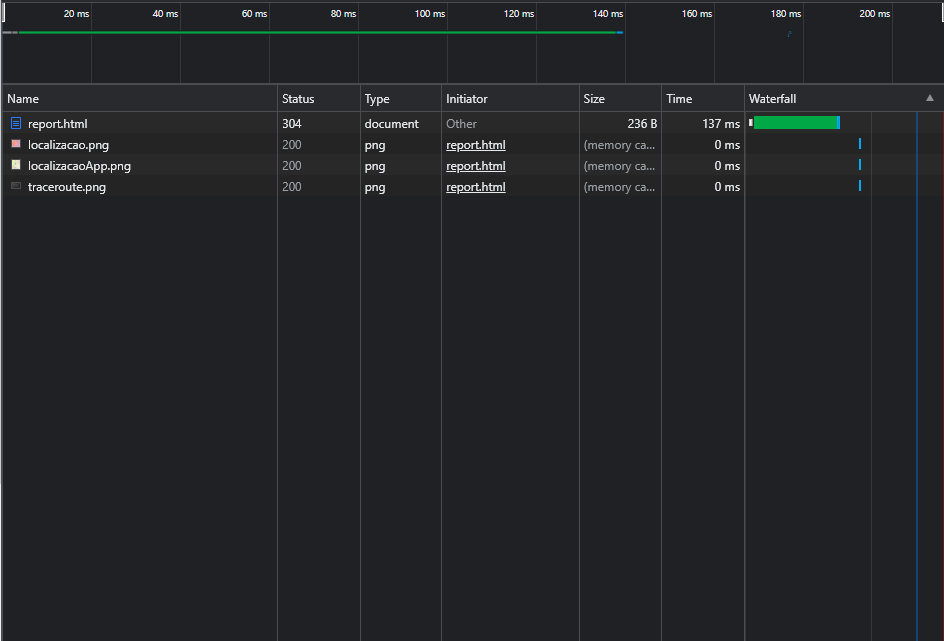 20 ms 40 ms 60 ms 80 ms 100 ms 120 ms 140 ms 160 ms 180 ms 200 ms
Name Status Type Initiator Size Time Waterfall
report.html 304 document Other 236 B 137 ms
localizacao.png 200 png report.html (memory ca... 0 ms
localizacaoApp.png 200 png report.html (memory ca... 0 ms
traceroute.png 200 png report.html (memory ca... 0 ms